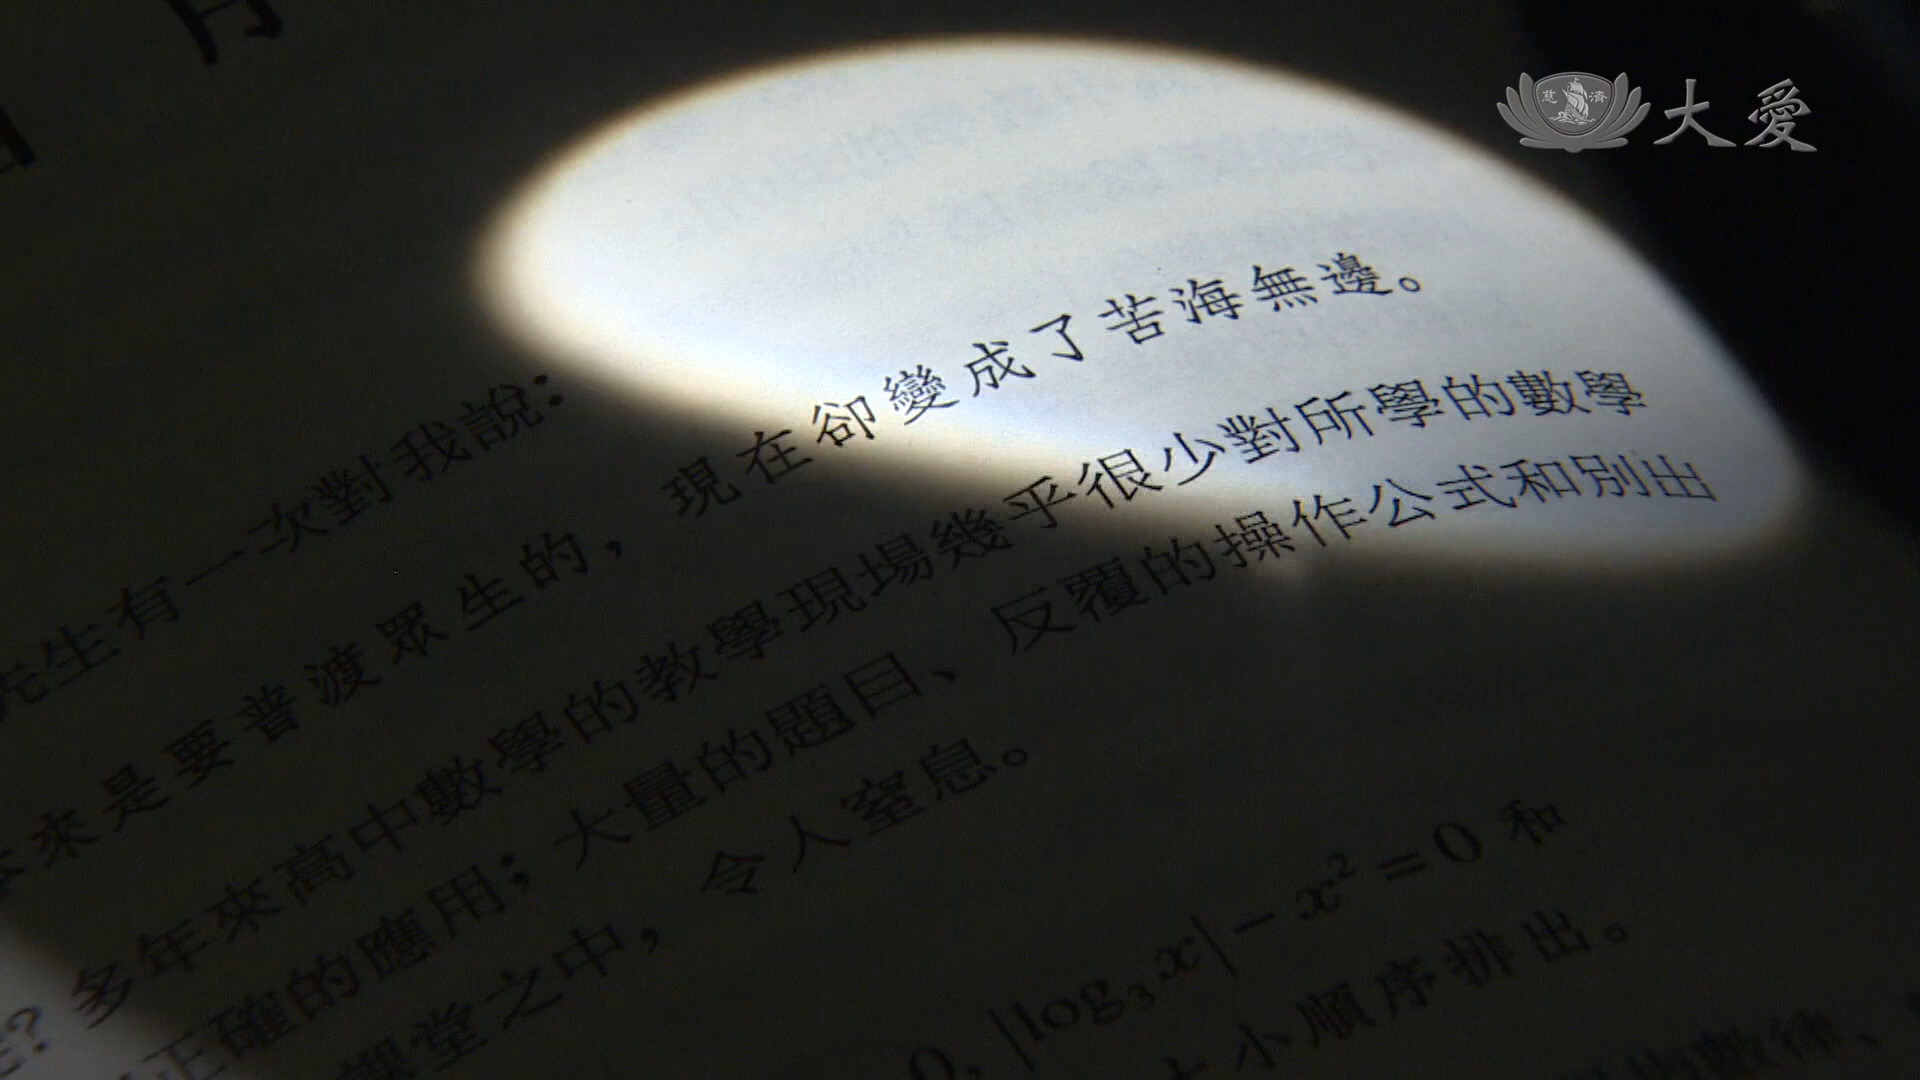 序
慈濟
大愛
先生有一次對我說：
本來是要普渡眾生的，現在卻變成了苦海無邊。
？多年來高中數學的教學現場幾乎很少對所學的數學
正確的應用；大量的題目、反覆的操作公式和別出
課堂之中，令人窒息。
0, |log₃x|－x²＝0 和
大小順序排出。